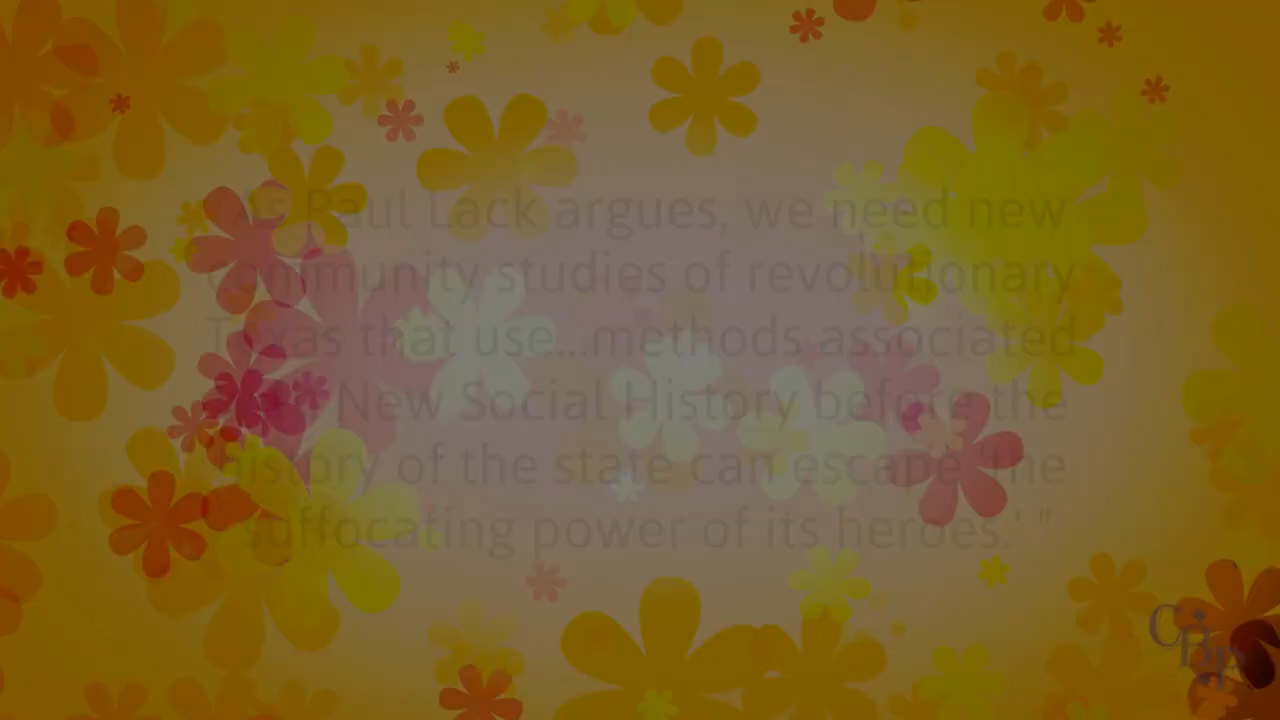 As Paul Lack argues, we need new
community studies of revolutionary
Texas that use...methods associated
New Social History before the
history of the state can escape 'the
suffocating power of its heroes.' "
CBH